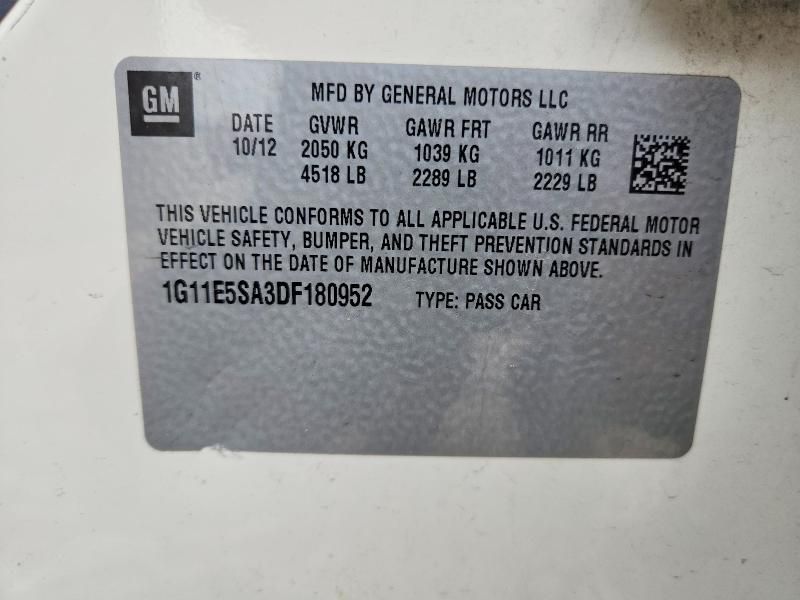 GM ®
MFD BY GENERAL MOTORS LLC
DATE GVWR GAWR FRT GAWR RR
10/12 2050 KG 1039 KG 1011 KG
4518 LB 2289 LB 2229 LB
THIS VEHICLE CONFORMS TO ALL APPLICABLE U.S. FEDERAL MOTOR
VEHICLE SAFETY, BUMPER, AND THEFT PREVENTION STANDARDS IN
EFFECT ON THE DATE OF MANUFACTURE SHOWN ABOVE.
1G11E5SA3DF180952 TYPE: PASS CAR